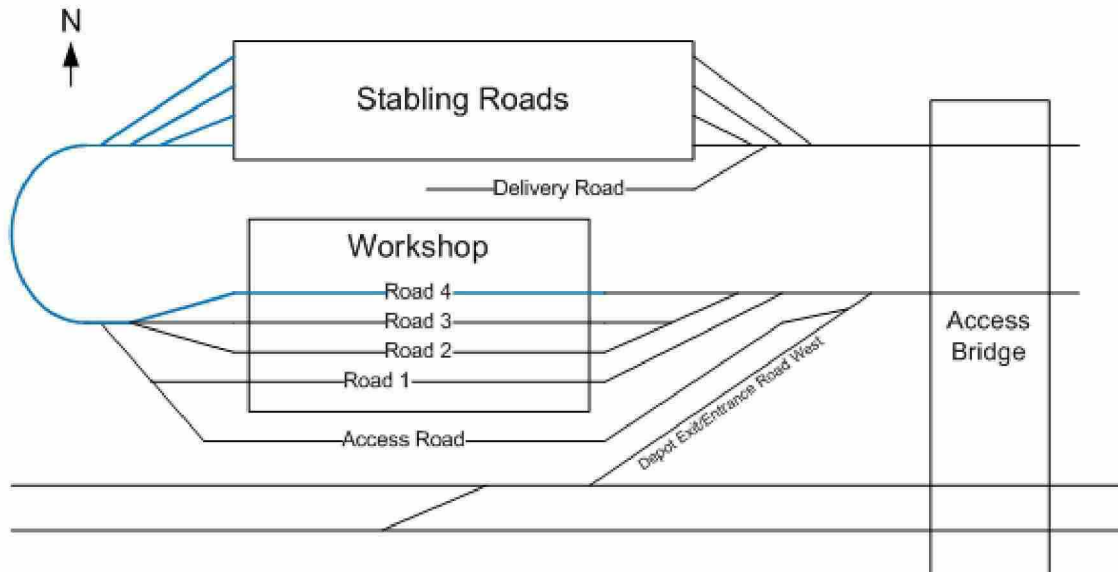 N
Stabling Roads
Delivery Road
Workshop
Road 4
Road 3
Road 2
Road 1
Access Road
Depot Exit/Entrance Road West
Access
Bridge